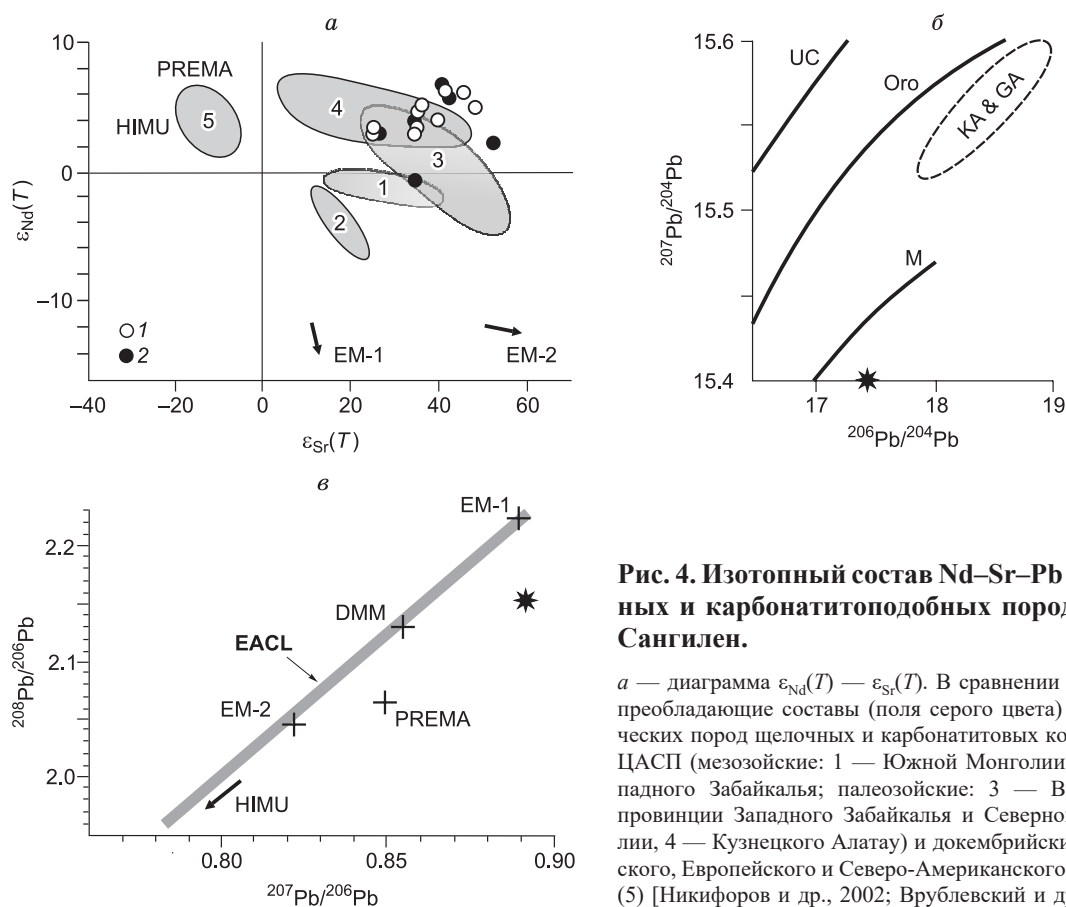 а
10
0
−10
εNd(T)
PREMA
HIMU
5
4
3
1
2
1
2
EM-1
EM-2
−40
−20
0
20
40
60
εSr(T)
б
15.6
15.5
15.4
207Pb/204Pb
UC
Oro
KA & GA
M
17
18
19
206Pb/204Pb
в
2.2
2.1
2.0
208Pb/206Pb
EM-1
DMM
EACL
EM-2
PREMA
HIMU
0.80
0.85
0.90
207Pb/206Pb
Рис. 4. Изотопный состав Nd–Sr–Pb
ных и карбонатитоподобных пород
Сангилен.
а — диаграмма εNd(T) — εSr(T). В сравнении
преобладающие составы (поля серого цвета)
ческих пород щелочных и карбонатитовых ко
ЦАСП (мезозойские: 1 — Южной Монголии
падного Забайкалья; палеозойские: 3 — В
провинции Западного Забайкалья и Северно
лии, 4 — Кузнецкого Алатау) и докембрийски
ского, Европейского и Северо-Американского
(5) [Никифоров и др., 2002; Врублевский и д